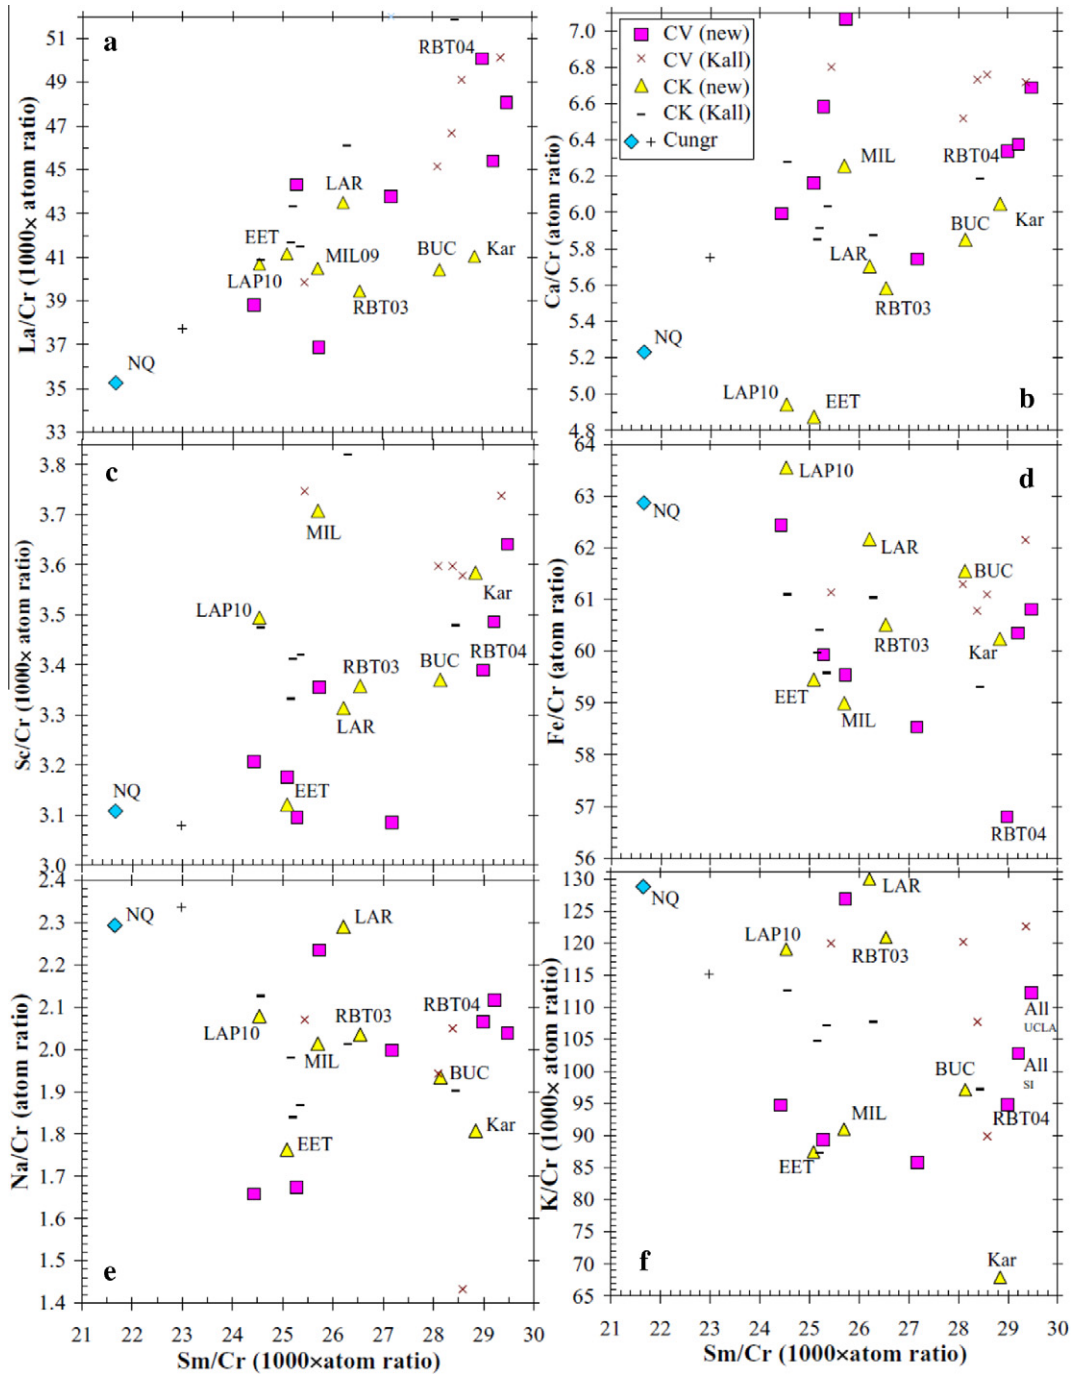 a
La/Cr (1000× atom ratio)
51
49
47
45
43
41
39
37
35
33
RBT04
LAR
EET
MIL09
BUC
Kar
LAP10
RBT03
NQ
CV (new)
CV (Kall)
CK (new)
CK (Kall)
Cungr
b
Ca/Cr (atom ratio)
7.0
6.8
6.6
6.4
6.2
6.0
5.8
5.6
5.4
5.2
5.0
4.8
MIL
RBT04
BUC
Kar
LAR
RBT03
NQ
LAP10
EET
c
Sc/Cr (1000× atom ratio)
3.8
3.7
3.6
3.5
3.4
3.3
3.2
3.1
3.0
MIL
Kar
LAP10
RBT03
BUC
RBT04
LAR
NQ
EET
d
Fe/Cr (atom ratio)
64
63
62
61
60
59
58
57
56
LAP10
NQ
LAR
BUC
RBT03
Kar
EET
MIL
RBT04
e
Na/Cr (atom ratio)
2.4
2.3
2.2
2.1
2.0
1.9
1.8
1.7
1.6
1.5
1.4
NQ
LAR
RBT04
LAP10
RBT03
MIL
BUC
EET
Kar
21 22 23 24 25 26 27 28 29 30
Sm/Cr (1000×atom ratio)
f
K/Cr (1000× atom ratio)
130
125
120
115
110
105
100
95
90
85
80
75
70
65
NQ
LAR
LAP10
RBT03
All
UCLA
All
SI
BUC
RBT04
MIL
EET
Kar
21 22 23 24 25 26 27 28 29 30
Sm/Cr (1000×atom ratio)